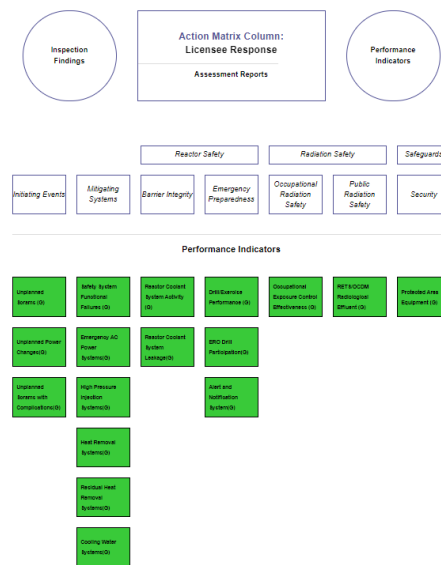 Inspection
Findings
Action Matrix Column:
Licensee Response
Assessment Reports
Performance
Indicators
Reactor Safety
Radiation Safety
Safeguards
Initiating Events
Mitigating
Systems
Barrier Integrity
Emergency
Preparedness
Occupational
Radiation
Safety
Public
Radiation
Safety
Security
Performance Indicators
Unplanned
Scrams (G)
Safety System
Functional
Failures (G)
Reactor Coolant
System Activity (G)
Drill/Exercise
Performance (G)
Occupational
Exposure Control
Effectiveness (G)
RETS/ODCM
Radiological
Effluent (G)
Protected Area
Equipment (G)
Unplanned Power
Changes(G)
Emergency AC
Power
Systems(G)
Reactor Coolant
System
Leakage(G)
ERO Drill
Participation(G)
Unplanned
Scrams with
Complications(G)
High Pressure
Injection
Systems(G)
Alert and
Notification
System(G)
Heat Removal
Systems(G)
Residual Heat
Removal
Systems(G)
Cooling Water
Systems(G)